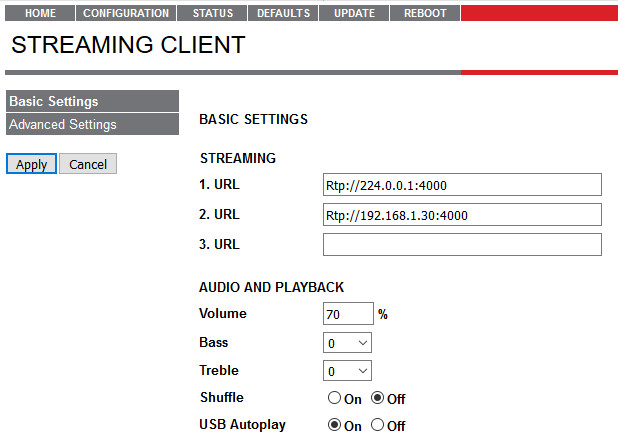 HOME CONFIGURATION STATUS DEFAULTS UPDATE REBOOT
STREAMING CLIENT
Basic Settings
Advanced Settings
Apply Cancel
BASIC SETTINGS
STREAMING
1. URL Rtp://224.0.0.1:4000
2. URL Rtp://192.168.1.30:4000
3. URL
AUDIO AND PLAYBACK
Volume 70 %
Bass 0
Treble 0
Shuffle On Off
USB Autoplay On Off